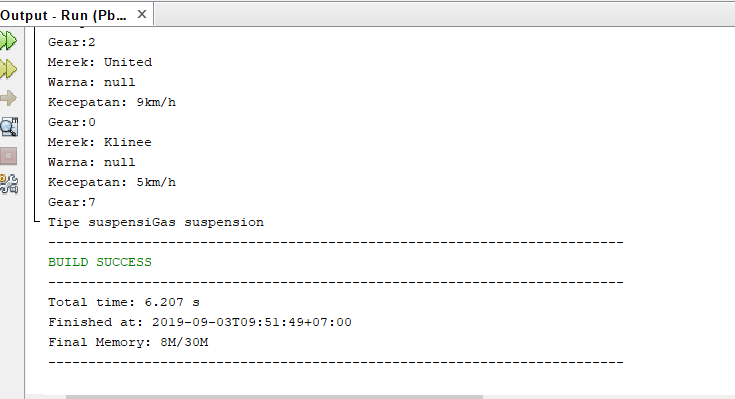 Output - Run (Pb...
Gear:2
Merek: United
Warna: null
Kecepatan: 9km/h
Gear:0
Merek: Klinee
Warna: null
Kecepatan: 5km/h
Gear:7
Tipe suspensiGas suspension
------------------------------------------------------------------------
BUILD SUCCESS
------------------------------------------------------------------------
Total time: 6.207 s
Finished at: 2019-09-03T09:51:49+07:00
Final Memory: 8M/30M
------------------------------------------------------------------------